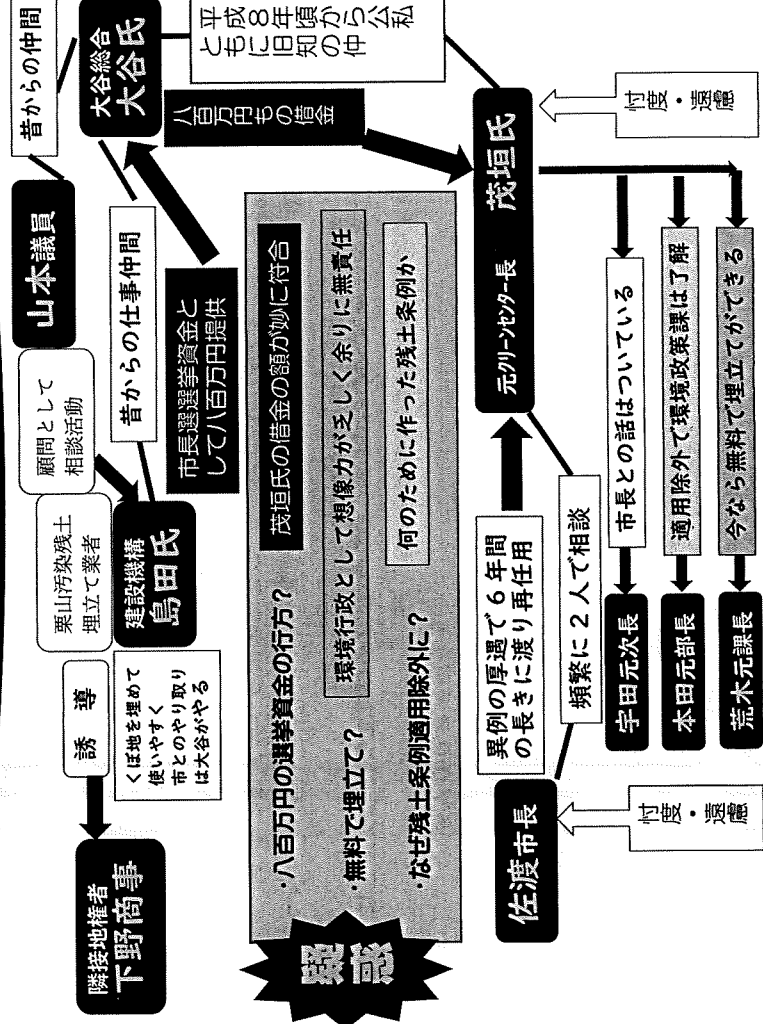 隣接地権者
下野商事
誘導
くぼ地を埋めて
使いやすく
市とのやり取り
は大谷がやる
栗山汚染残土
埋立て業者
建設機構
島田氏
顧問として
相談活動
山本議員
昔からの仲間
昔からの仕事仲間
大谷総合
大谷氏
市長選選挙資金と
して八百万円提供
八百万円もの借金
平成8年頃から公私
ともに旧知の仲
疑惑
・八百万円の選挙資金の行方?
茂垣氏の借金の額が妙に符合
・無料で埋立て?
環境行政として想像力が乏しく余りに無責任
・なぜ残土条例適用除外に?
何のために作った残土条例か
佐渡市長
異例の厚遇で6年間
の長きに渡り再任用
頻繁に2人で相談
元クリーンセンター長
茂垣氏
忖度・遠慮
忖度・遠慮
宇田元次長
市長との話はついている
本田元部長
適用除外で環境政策課は了解
荒木元課長
今なら無料で埋立てができる